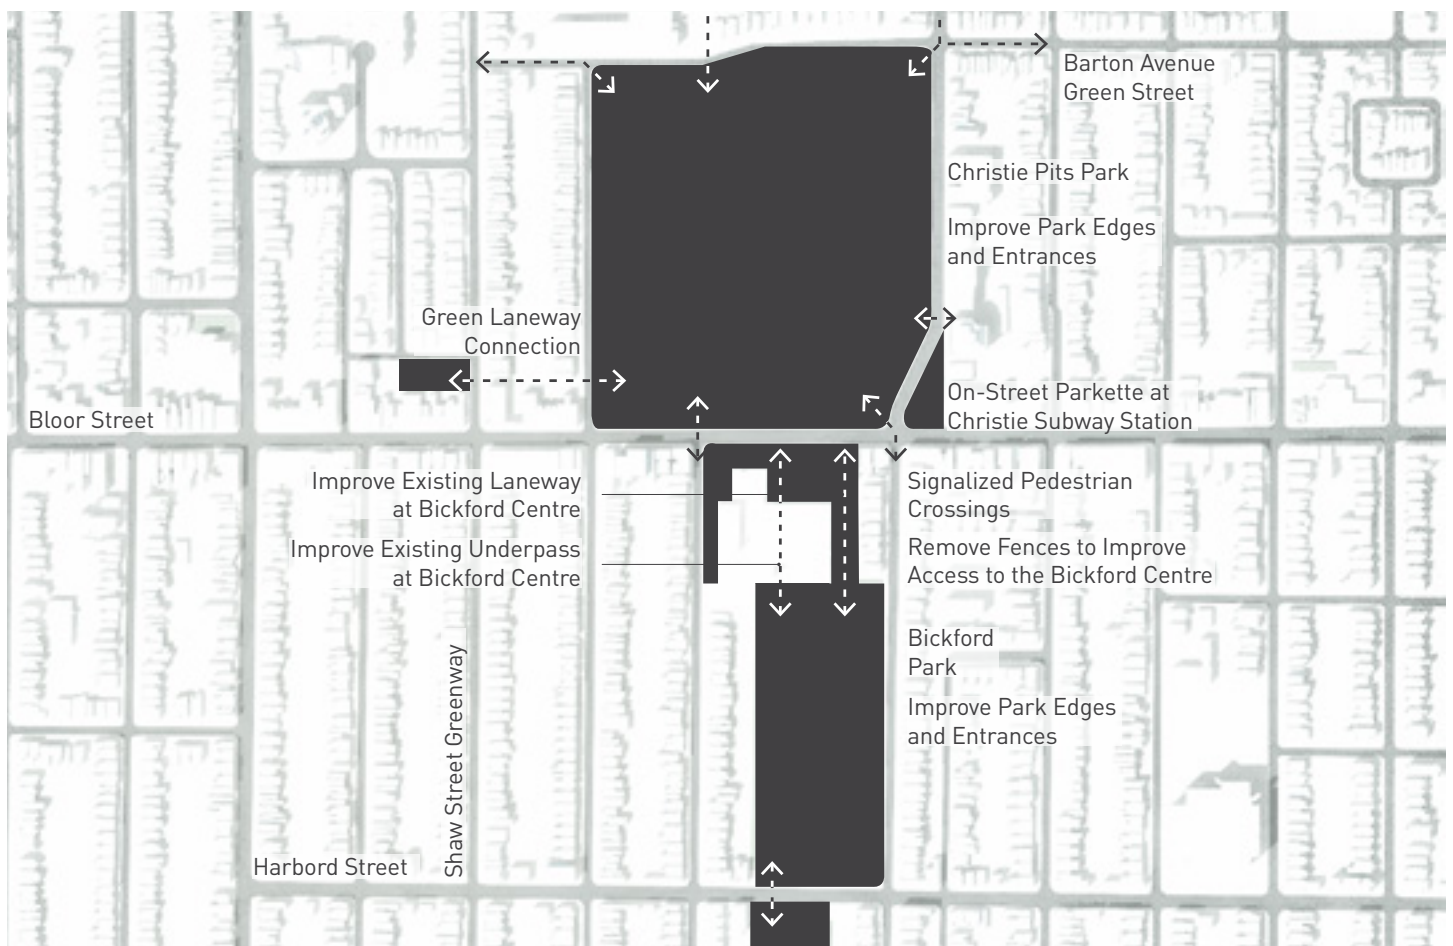 Barton Avenue
Green Street
Christie Pits Park
Improve Park Edges
and Entrances
Green Laneway
Connection
On-Street Parkette at
Christie Subway Station
Bloor Street
Improve Existing Laneway
at Bickford Centre
Improve Existing Underpass
at Bickford Centre
Signalized Pedestrian
Crossings
Remove Fences to Improve
Access to the Bickford Centre
Bickford
Park
Improve Park Edges
and Entrances
Shaw Street Greenway
Harbord Street